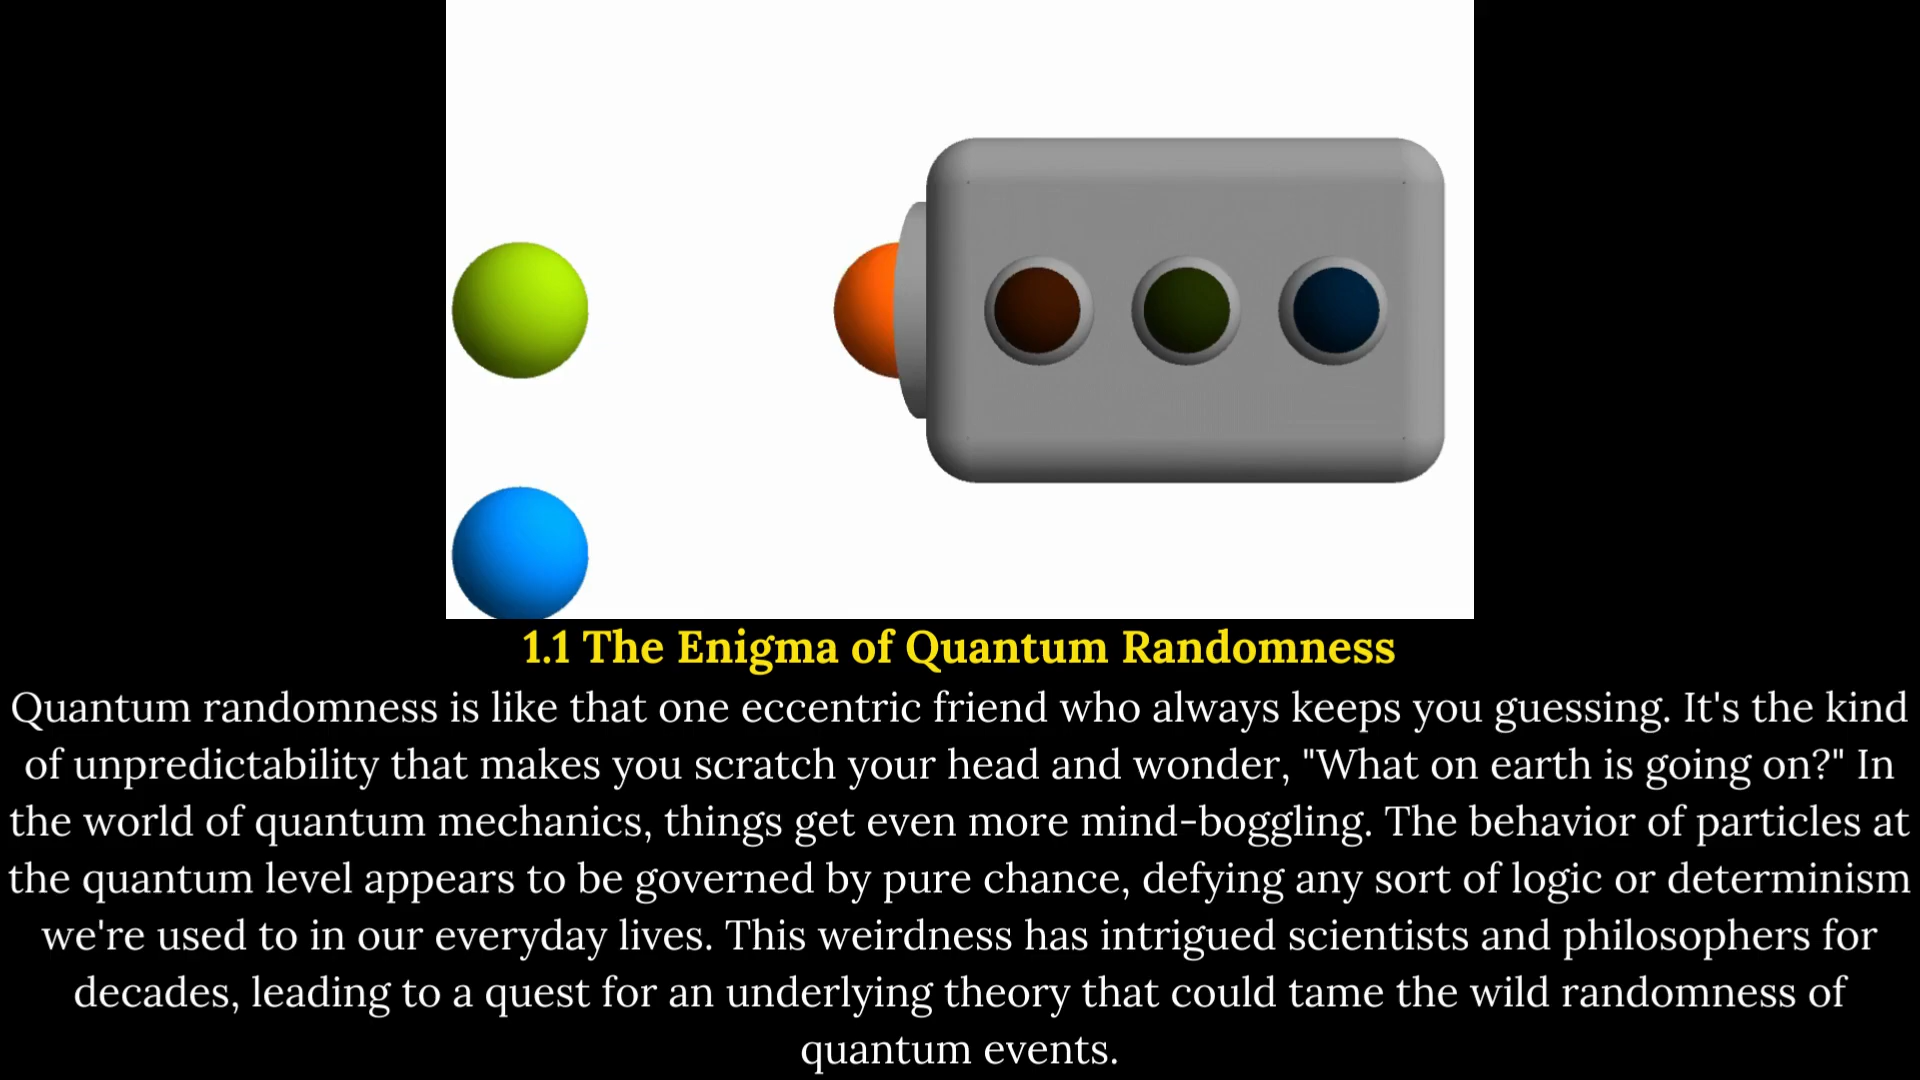 1.1 The Enigma of Quantum Randomness
Quantum randomness is like that one eccentric friend who always keeps you guessing. It's the kind
of unpredictability that makes you scratch your head and wonder, "What on earth is going on?" In
the world of quantum mechanics, things get even more mind-boggling. The behavior of particles at
the quantum level appears to be governed by pure chance, defying any sort of logic or determinism
we're used to in our everyday lives. This weirdness has intrigued scientists and philosophers for
decades, leading to a quest for an underlying theory that could tame the wild randomness of
quantum events.